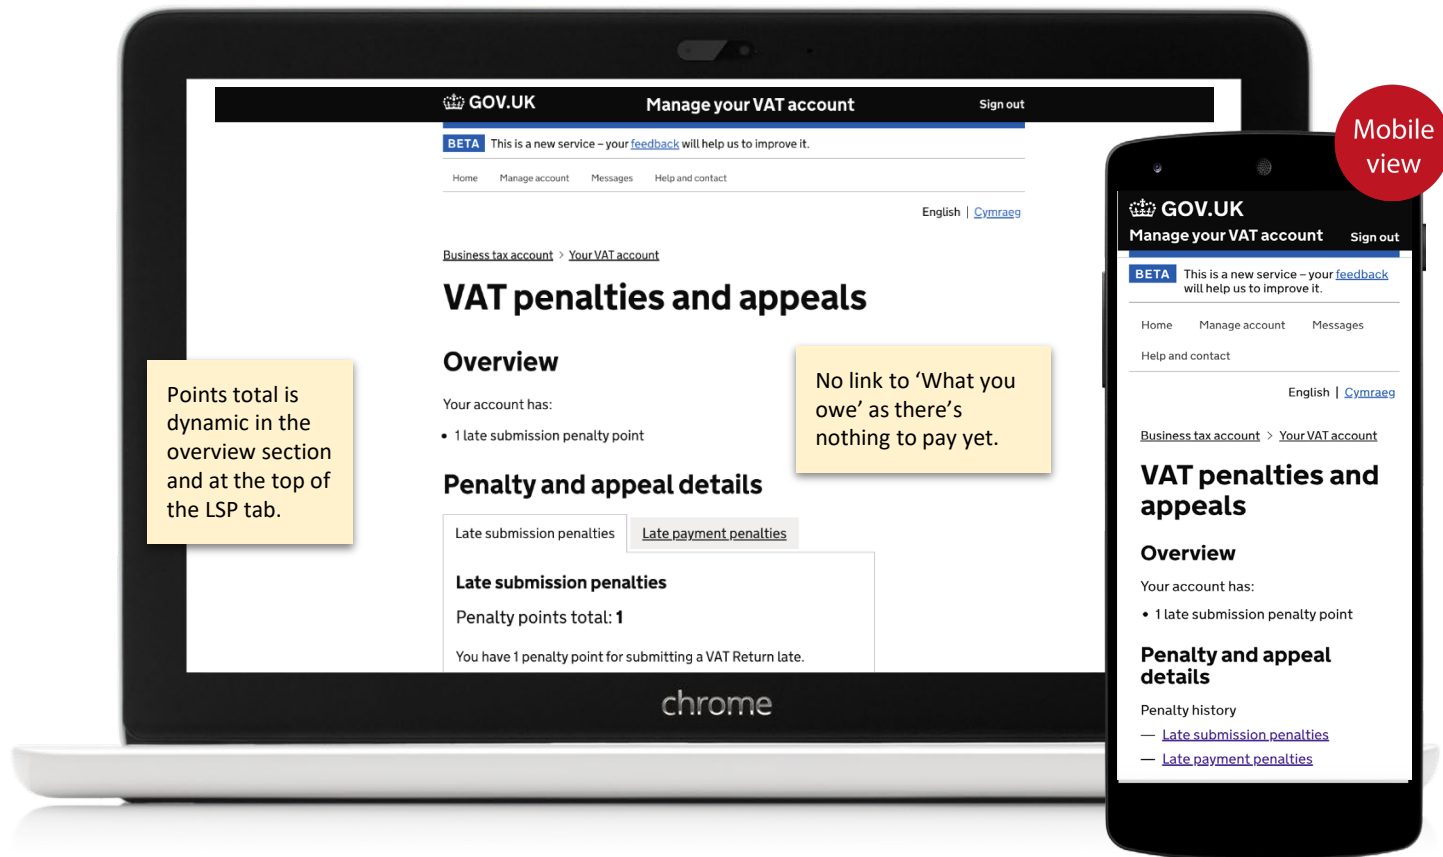 GOV.UK
Manage your VAT account
Sign out
BETA This is a new service – your feedback will help us to improve it.
Home Manage account Messages Help and contact
English | Cymraeg
Business tax account > Your VAT account
VAT penalties and appeals
Overview
Your account has:
• 1 late submission penalty point
Penalty and appeal details
Late submission penalties Late payment penalties
Late submission penalties
Penalty points total: 1
You have 1 penalty point for submitting a VAT Return late.
chrome
Points total is
dynamic in the
overview section
and at the top of
the LSP tab.
No link to ‘What you
owe’ as there’s
nothing to pay yet.
Mobile
view
GOV.UK
Manage your VAT account Sign out
BETA This is a new service – your feedback
will help us to improve it.
Home Manage account Messages
Help and contact
English | Cymraeg
Business tax account > Your VAT account
VAT penalties and
appeals
Overview
Your account has:
• 1 late submission penalty point
Penalty and appeal
details
Penalty history
— Late submission penalties
— Late payment penalties